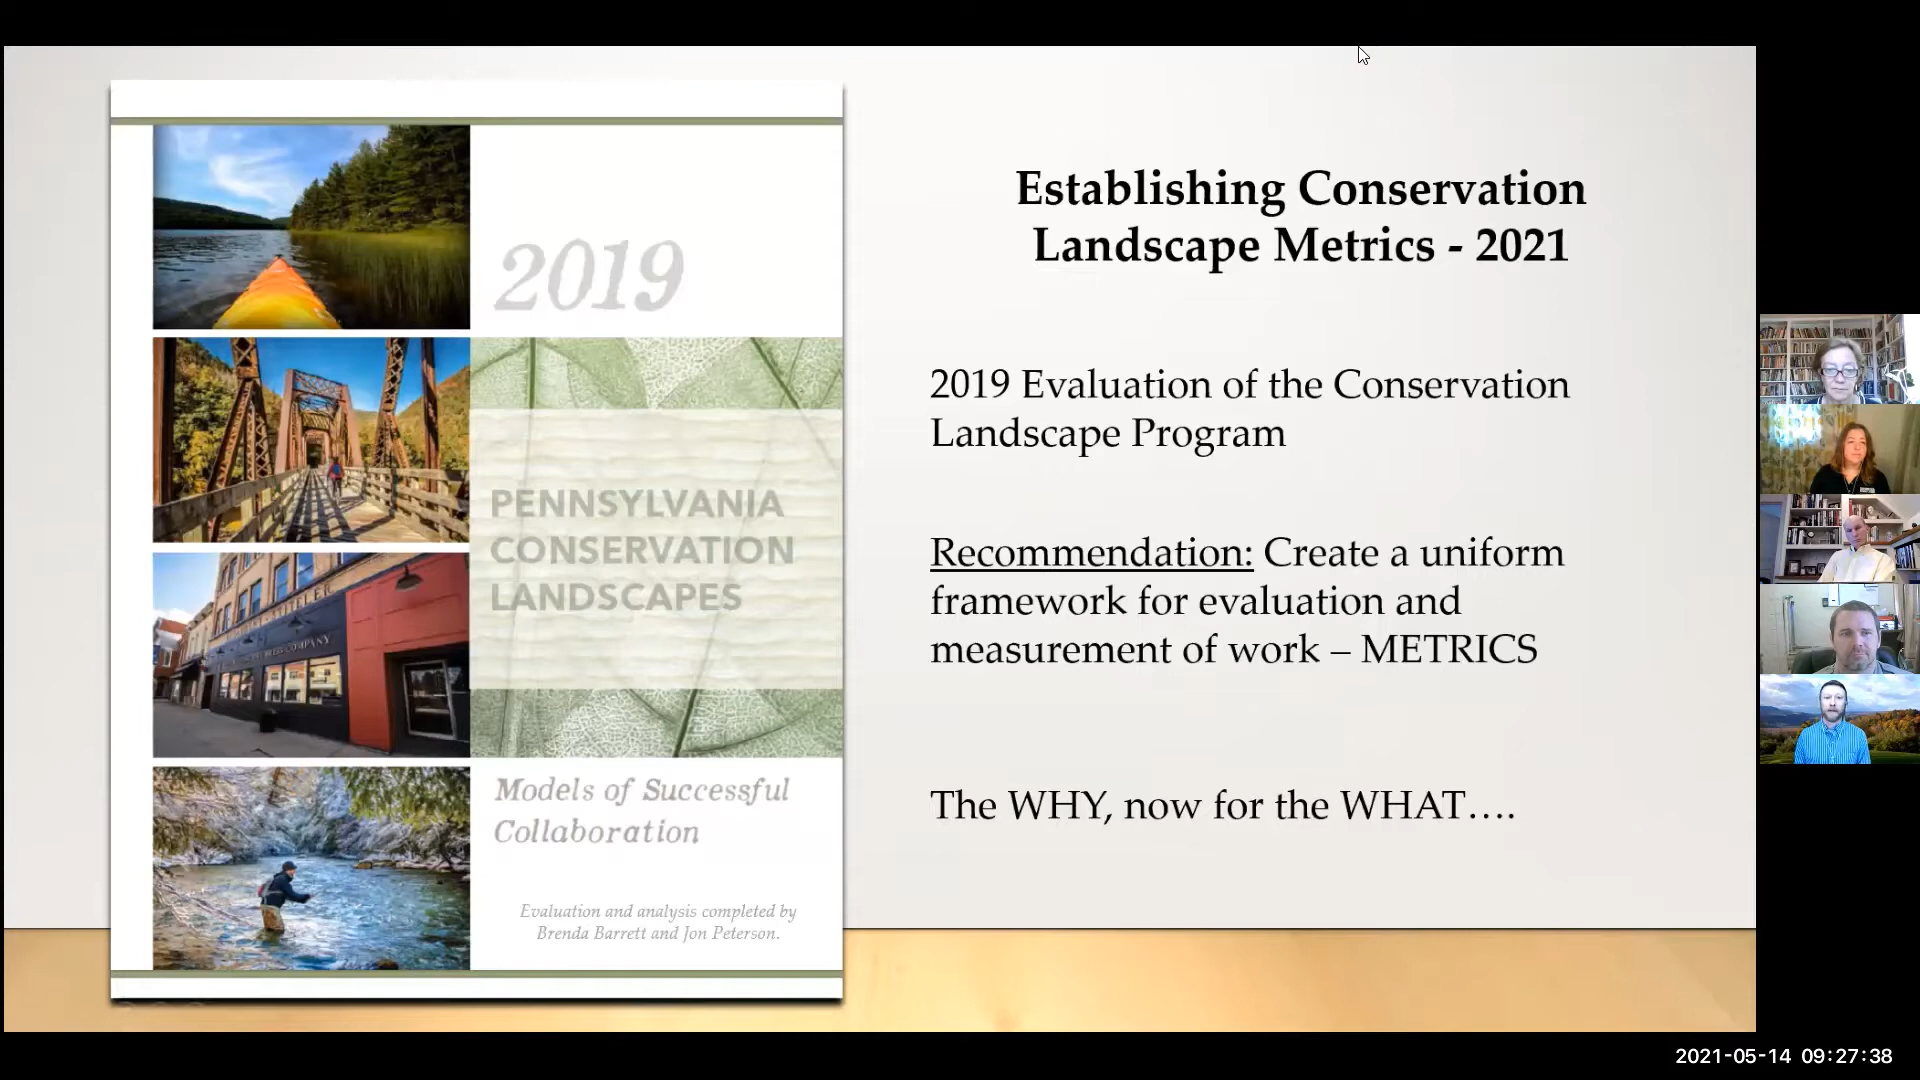 2019
PENNSYLVANIA
CONSERVATION
LANDSCAPES
Models of Successful
Collaboration
Evaluation and analysis completed by
Brenda Barrett and Jon Peterson.
Establishing Conservation
Landscape Metrics - 2021
2019 Evaluation of the Conservation
Landscape Program
Recommendation: Create a uniform
framework for evaluation and
measurement of work – METRICS
The WHY, now for the WHAT….
2021-05-14 09:27:38